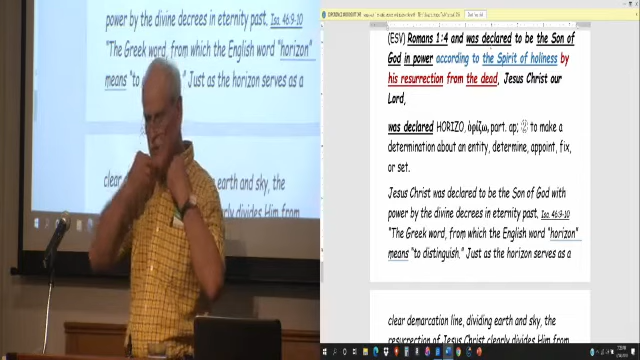 power by the divine decrees in eternity past. Isa. 46:9-10
"The Greek word, from which the English word "horizon"
means "to di
Just as the horizon serves as a
clear de
earth and sky, the
rly divides Him from
(ESV) Romans 1:4 and was declared to be the Son of
God in power according to the Spirit of holiness by
his resurrection from the dead, Jesus Christ our
Lord,
was declared HORIZO, ὁρίζω, part. ap; ② to make a
determination about an entity, determine, appoint, fix,
or set.
Jesus Christ was declared to be the Son of God with
power by the divine decrees in eternity past. Isa. 46:9-10
"The Greek word, from which the English word "horizon"
means "to distinguish." Just as the horizon serves as a
clear demarcation line, dividing earth and sky, the
resurrection of Jesus Christ clearly divides Him from